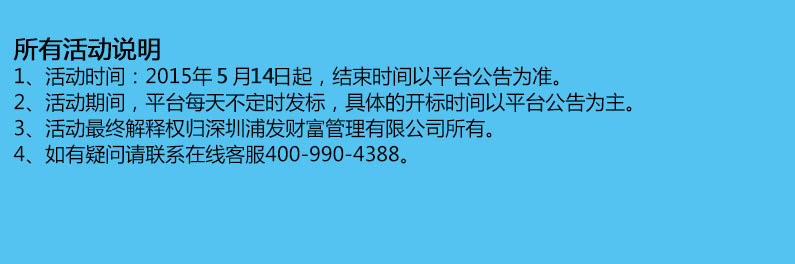 所有活动说明
1、活动时间：2015年 5 月14日起，结束时间以平台公告为准。
2、活动期间，平台每天不定时发标，具体的开标时间以平台公告为主。
3、活动最终解释权归深圳浦发财富管理有限公司所有。
4、如有疑问请联系在线客服400-990-4388。